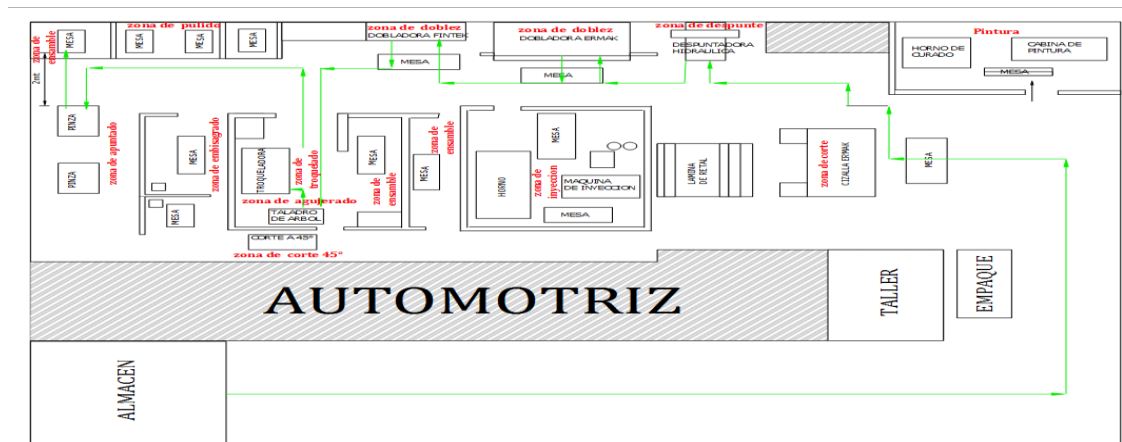 zona de pulido
zona de doblez
DOBLADORA FINTEK
zona de doblez
DOBLADORA ERMAK
zona de despunte
DESPUNTADORA
HIDRAULICA
Pintura
HORNO DE
CURADO
CABINA DE
PINTURA
MESA
zona de
ensamble
MESA
MESA
MESA
MESA
MESA
MESA
2mt
PINZA
PINZA
zona de apuntado
MESA
zona de embisagrado
MESA
TROQUELADORA
zona de
troquelado
zona de agujerado
TALADRO
DE ARBOL
CORTE A 45°
zona de corte 45°
MESA
zona de
ensamble
MESA
zona de
ensamble
HORNO
MESA
zona de
inyeccion
MAQUINA
DE INYECCION
MESA
LAMINA
DE RETAL
zona de corte
CIZALLA ERMAK
MESA
AUTOMOTRIZ
TALLER
EMPAQUE
ALMACEN